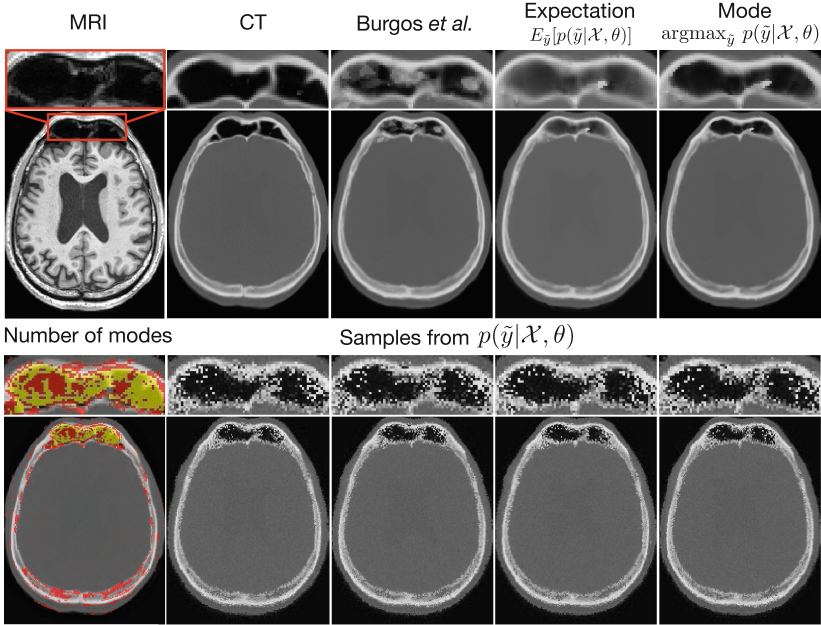 MRI CT Burgos et al. Expectation Mode
E_ỹ[p(ỹ|𝒳, θ)] argmax_ỹ p(ỹ|𝒳, θ)
Number of modes Samples from p(ỹ|𝒳, θ)